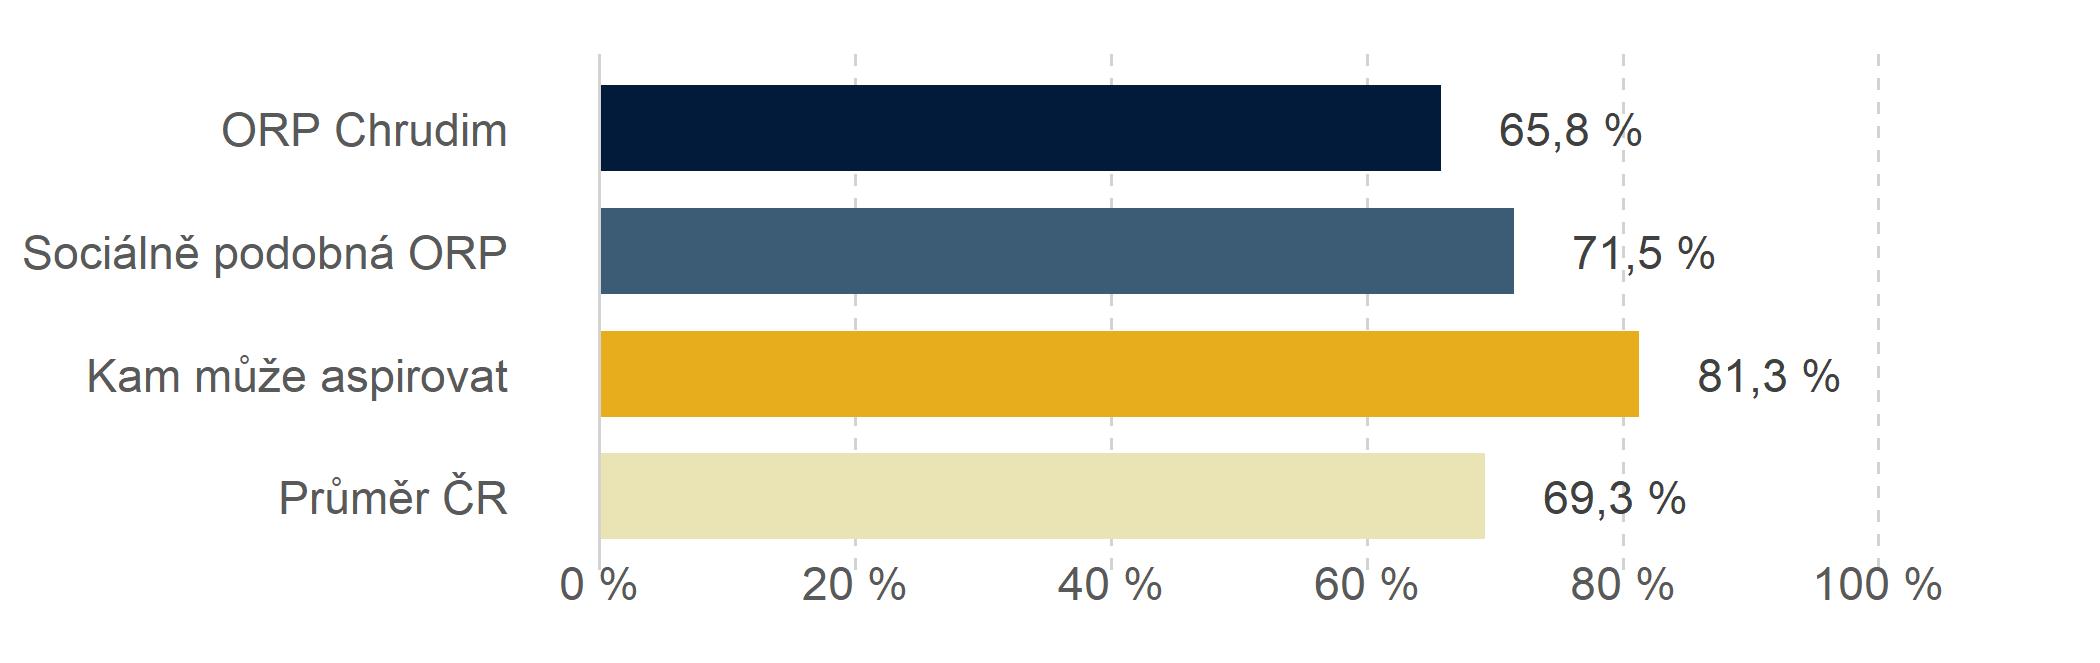 ORP Chrudim 65,8 %
Sociálně podobná ORP 71,5 %
Kam může aspirovat 81,3 %
Průměr ČR 69,3 %
0 % 20 % 40 % 60 % 80 % 100 %